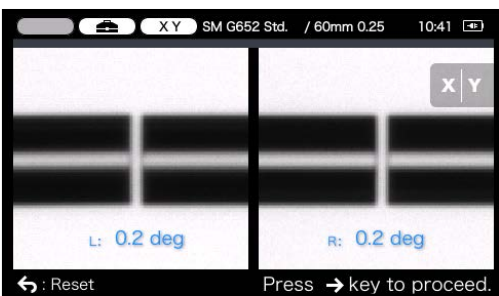 X Y SM G652 Std. / 60mm 0.25 10:41
X Y
L: 0.2 deg
R: 0.2 deg
: Reset
Press → key to proceed.